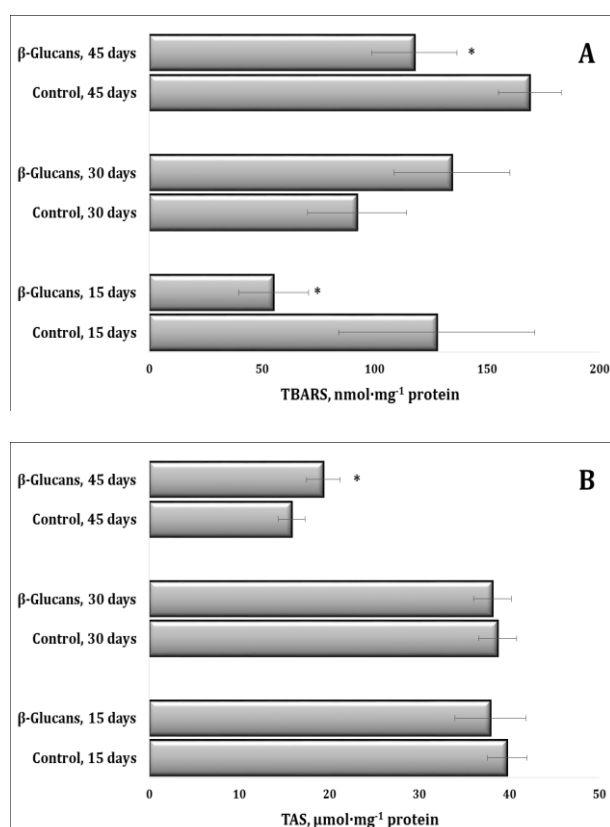 A
β-Glucans, 45 days
*
Control, 45 days
β-Glucans, 30 days
Control, 30 days
β-Glucans, 15 days
*
Control, 15 days
0 50 100 150 200
TBARS, nmol·mg⁻¹ protein
B
β-Glucans, 45 days
*
Control, 45 days
β-Glucans, 30 days
Control, 30 days
β-Glucans, 15 days
Control, 15 days
0 10 20 30 40 50
TAS, µmol·mg⁻¹ protein